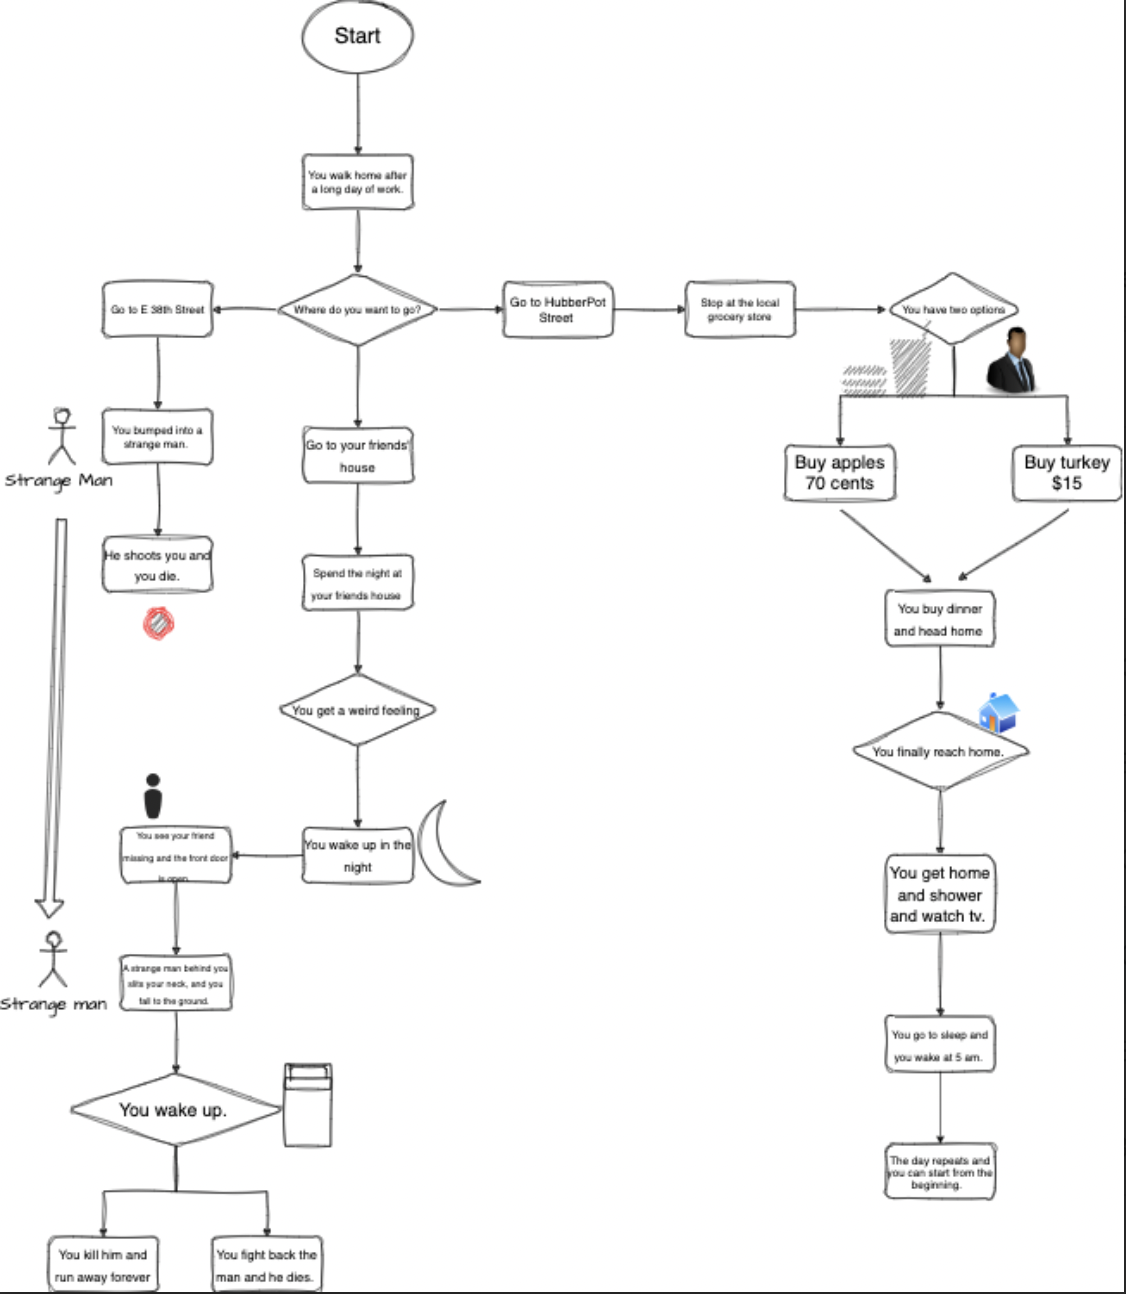 Start
You walk home after
a long day of work.
Go to E 38th Street
Where do you want to go?
Go to HubberPot
Street
Stop at the local
grocery store
You have two options
You bumped into a
strange man.
Strange Man
Go to your friends'
house
Buy apples
70 cents
Buy turkey
$15
He shoots you and
you die.
Spend the night at
your friends house
You buy dinner
and head home
You get a weird feeling
You finally reach home.
You see your friend
missing and the front door
is open.
You wake up in the
night
You get home
and shower
and watch tv.
Strange man
A strange man behind you
slits your neck, and you
fall to the ground.
You go to sleep and
you wake at 5 am.
You wake up.
The day repeats and
you can start from the
beginning.
You kill him and
run away forever
You fight back the
man and he dies.